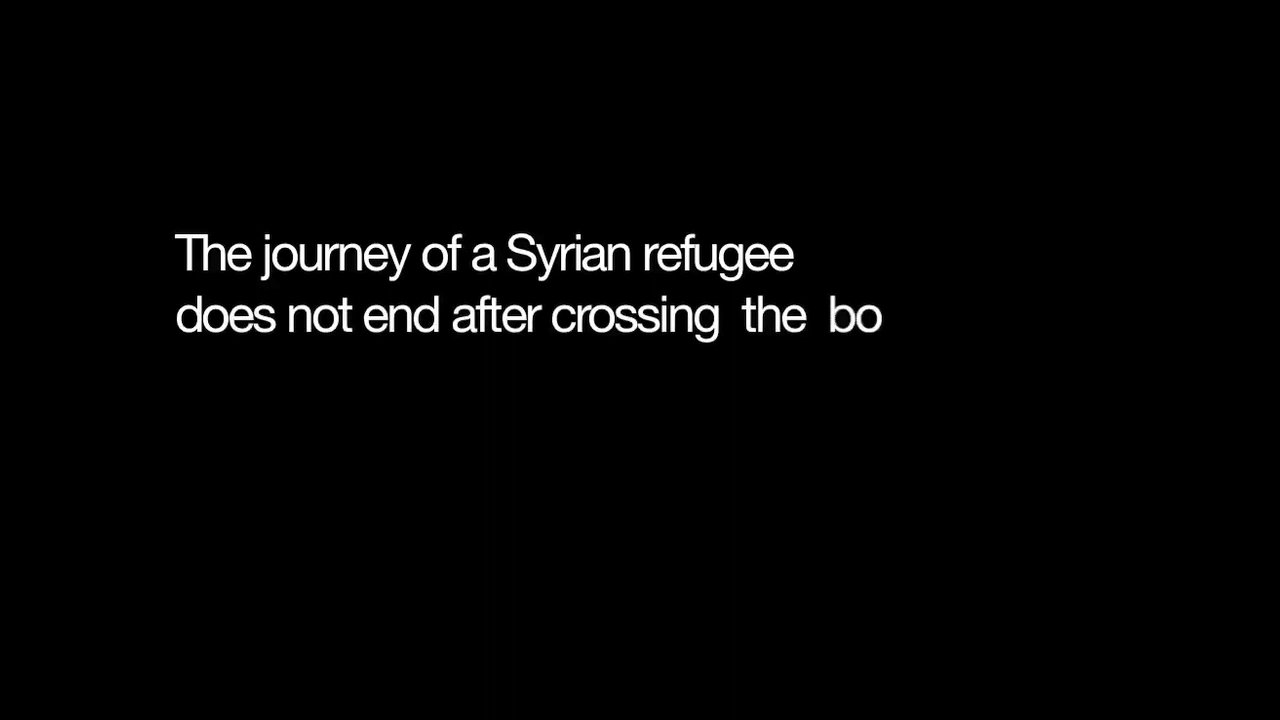 The journey of a Syrian refugee
does not end after crossing the bo